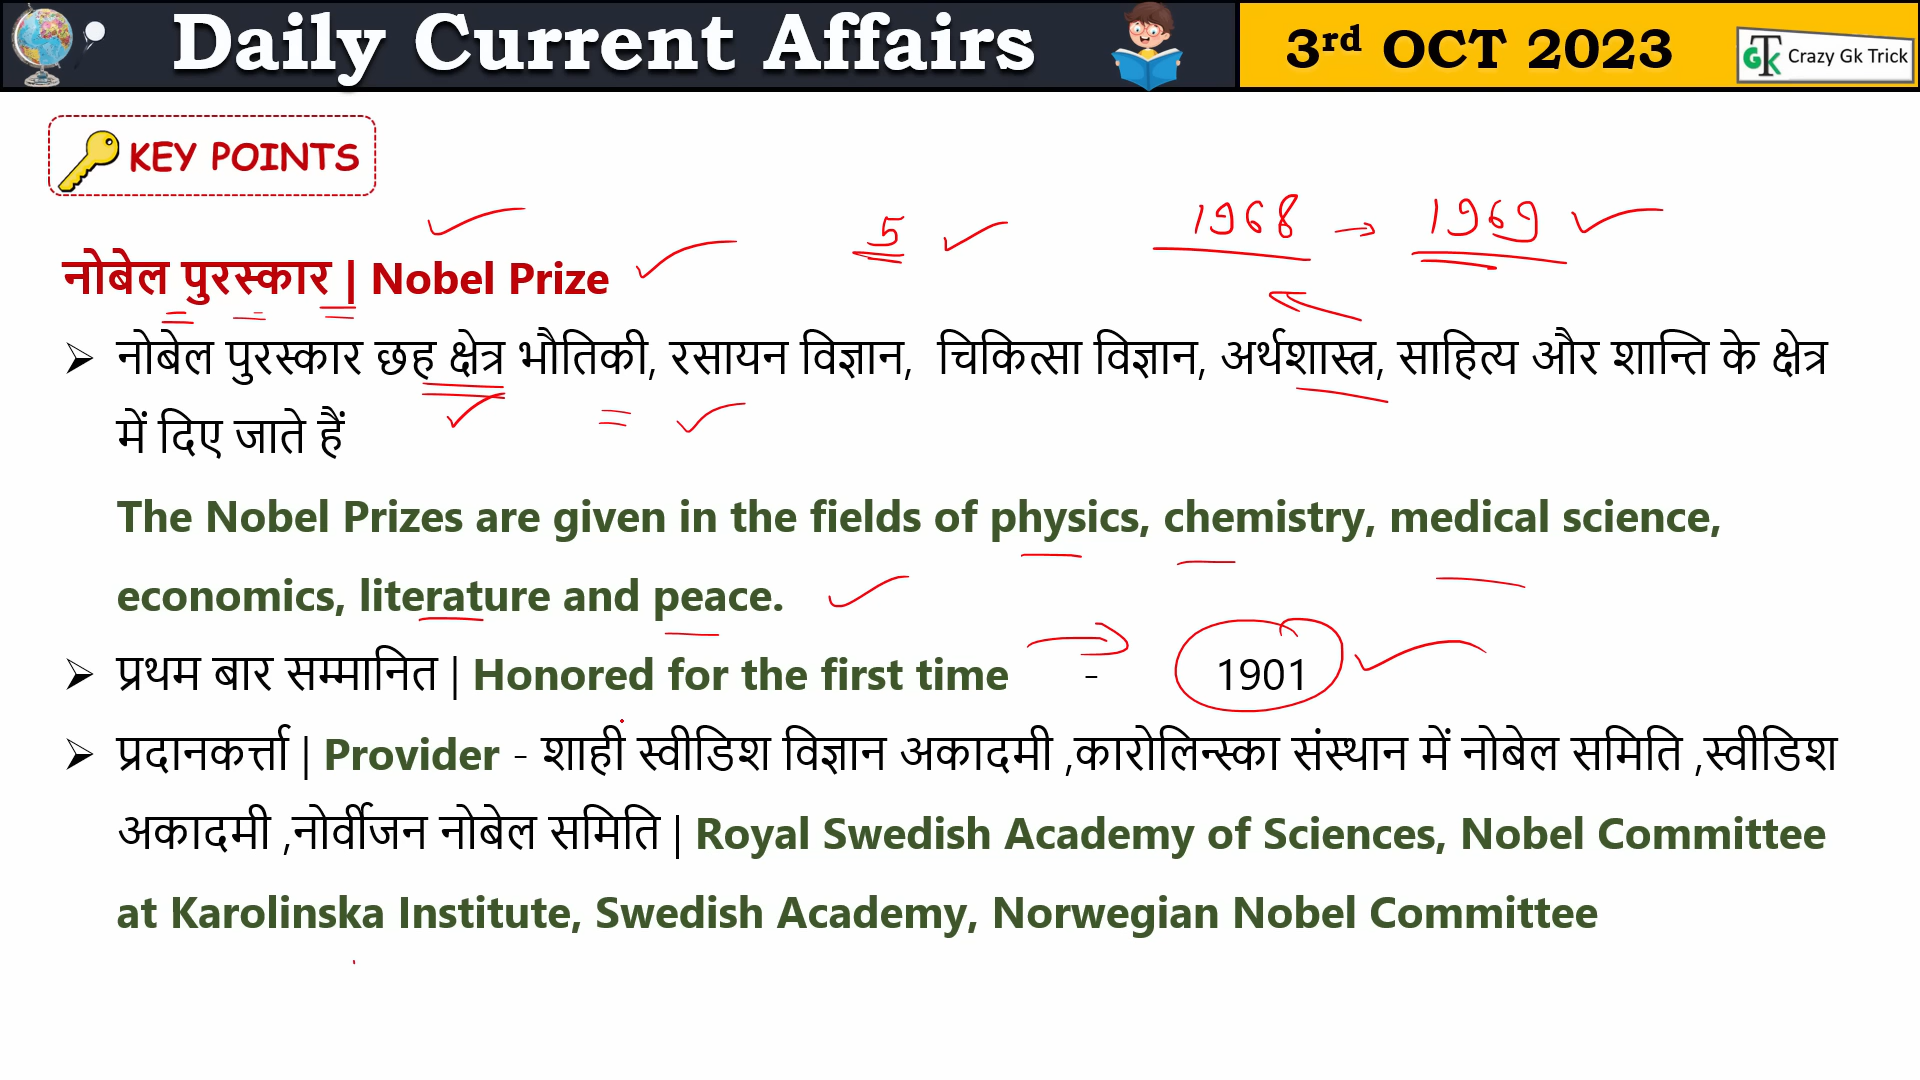 Daily Current Affairs
3rd OCT 2023
GTK Crazy Gk Trick
KEY POINTS
5 1968 → 1969
नोबेल पुरस्कार | Nobel Prize
नोबेल पुरस्कार छह क्षेत्र भौतिकी, रसायन विज्ञान, चिकित्सा विज्ञान, अर्थशास्त्र, साहित्य और शान्ति के क्षेत्र
में दिए जाते हैं
The Nobel Prizes are given in the fields of physics, chemistry, medical science,
economics, literature and peace.
प्रथम बार सम्मानित | Honored for the first time - 1901
प्रदानकर्त्ता | Provider - शाही स्वीडिश विज्ञान अकादमी ,कारोलिन्स्का संस्थान में नोबेल समिति ,स्वीडिश
अकादमी ,नोर्वीजन नोबेल समिति | Royal Swedish Academy of Sciences, Nobel Committee
at Karolinska Institute, Swedish Academy, Norwegian Nobel Committee